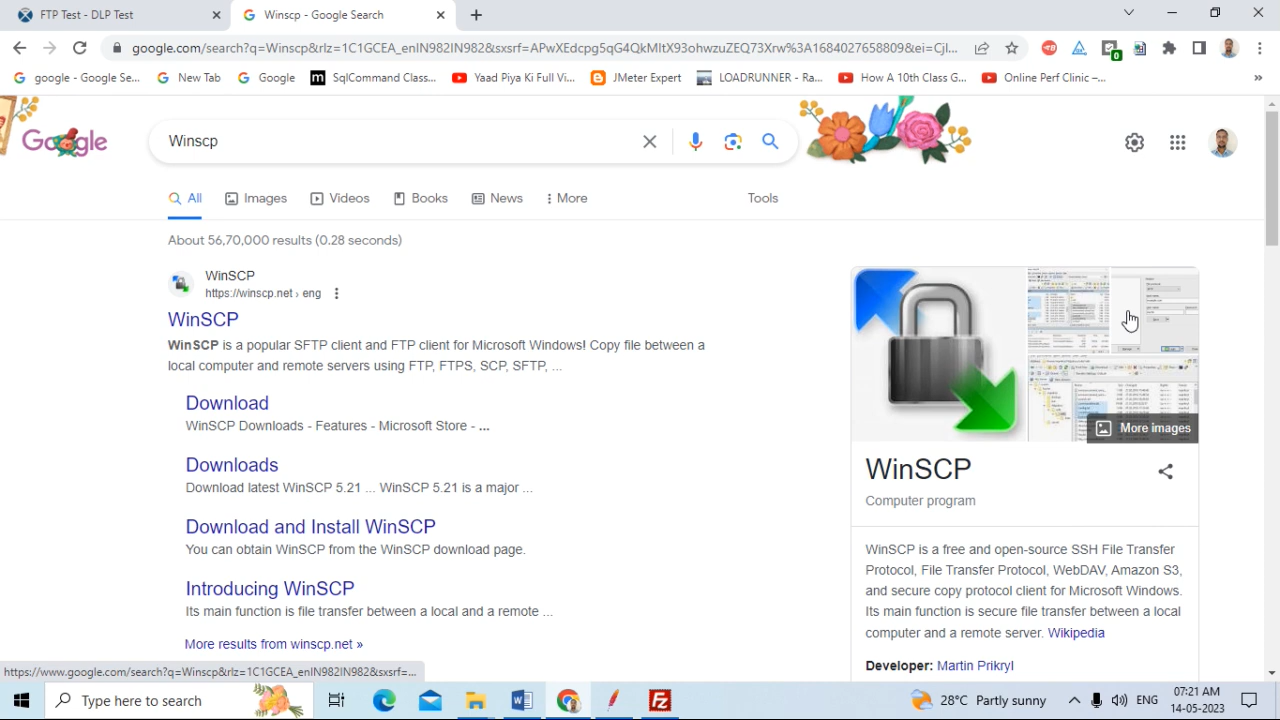 FTP Test - DLP Test
Winscp - Google Search
google.com/search?q=Winscp&rlz=1C1GCEA_enIN982IN982&sxsrf=APwXEdcpg5qG4QkMItX93ohwzuZEQ73Xrw%3A1684027658809&ei=Cjl...
0
google - Google Se...
New Tab
Google
m
SqlCommand Class...
Yaad Piya Ki Full Vi...
JMeter Expert
LOADRUNNER - Ra...
How A 10th Class G...
Online Perf Clinic –...
»
Google
Winscp
All
Images
Videos
Books
News
More
Tools
About 56,70,000 results (0.28 seconds)
WinSCP
https://winscp.net › eng
WinSCP
WinSCP is a popular SFTP client and FTP client for Microsoft Windows! Copy file between a
local computer and remote servers using FTP, FTPS, SCP, SFTP, ...
Download
WinSCP Downloads - Features - Microsoft Store - ...
Downloads
Download latest WinSCP 5.21 ... WinSCP 5.21 is a major ...
Download and Install WinSCP
You can obtain WinSCP from the WinSCP download page.
Introducing WinSCP
Its main function is file transfer between a local and a remote ...
More results from winscp.net »
More images
WinSCP
Computer program
WinSCP is a free and open-source SSH File Transfer
Protocol, File Transfer Protocol, WebDAV, Amazon S3,
and secure copy protocol client for Microsoft Windows.
Its main function is secure file transfer between a local
computer and a remote server. Wikipedia
Developer: Martin Prikryl
https://www.google.com/search?q=Winscp&rlz=1C1GCEA_enIN982IN982&sxsrf=...
Type here to search
28°C Partly sunny
ENG
07:21 AM
14-05-2023